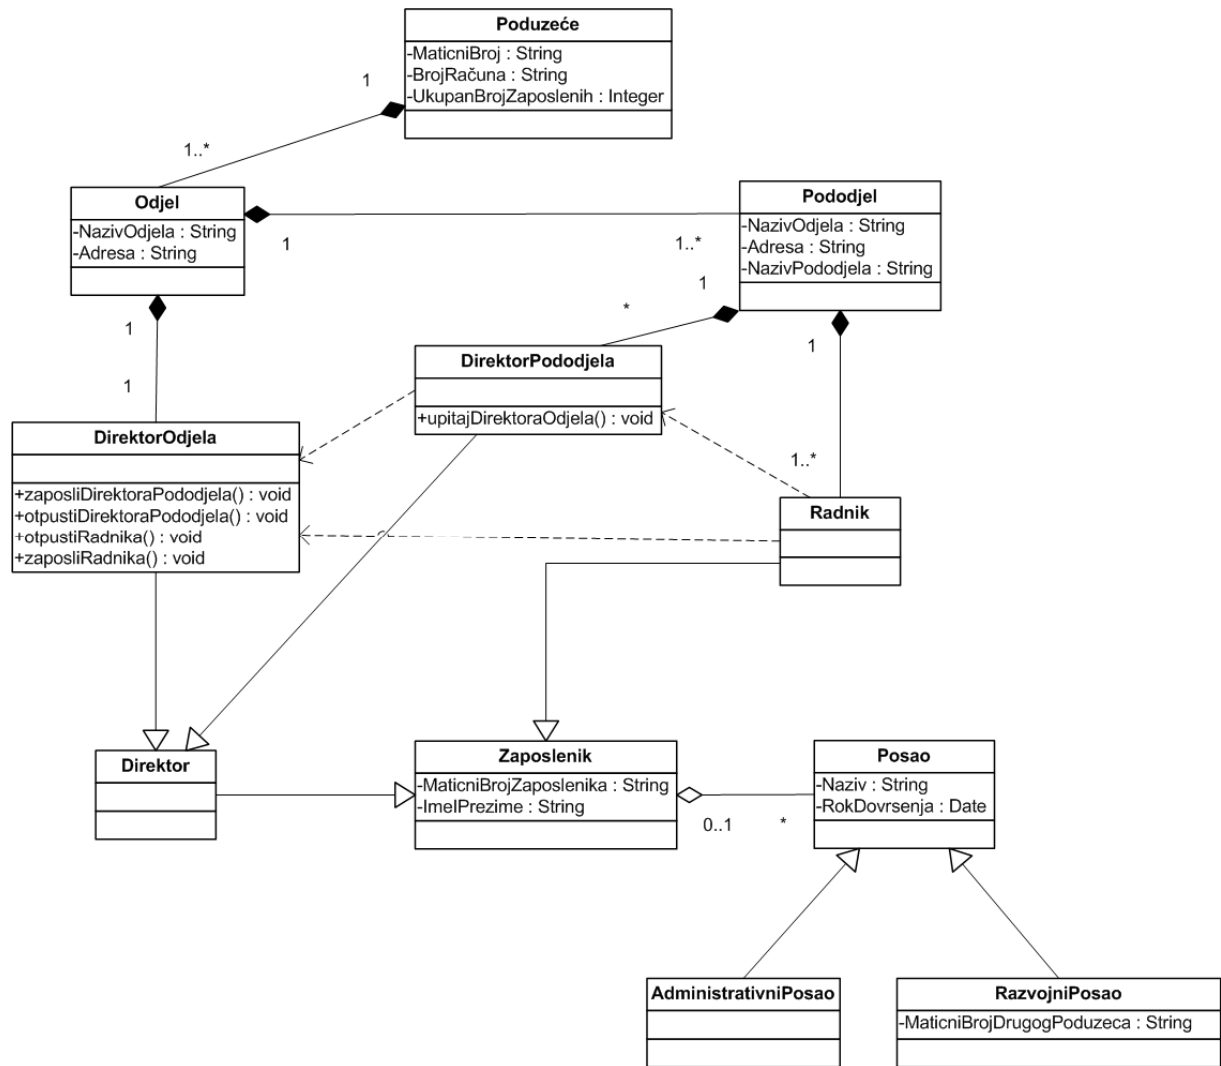 Poduzeće
-MaticniBroj : String
-BrojRačuna : String
-UkupanBrojZaposlenih : Integer
1
1..*
Odjel
-NazivOdjela : String
-Adresa : String
1
1..*
Pododjel
-NazivOdjela : String
-Adresa : String
-NazivPododjela : String
1
*
1
1
1
DirektorPododjela
+upitajDirektoraOdjela() : void
DirektorOdjela
+zaposliDirektoraPododjela() : void
+otpustiDirektoraPododjela() : void
+otpustiRadnika() : void
+zaposliRadnika() : void
1..*
Radnik
Direktor
Zaposlenik
-MaticniBrojZaposlenika : String
-ImeIPrezime : String
0..1
*
Posao
-Naziv : String
-RokDovrsenja : Date
AdministrativniPosao
RazvojniPosao
-MaticniBrojDrugogPoduzeca : String